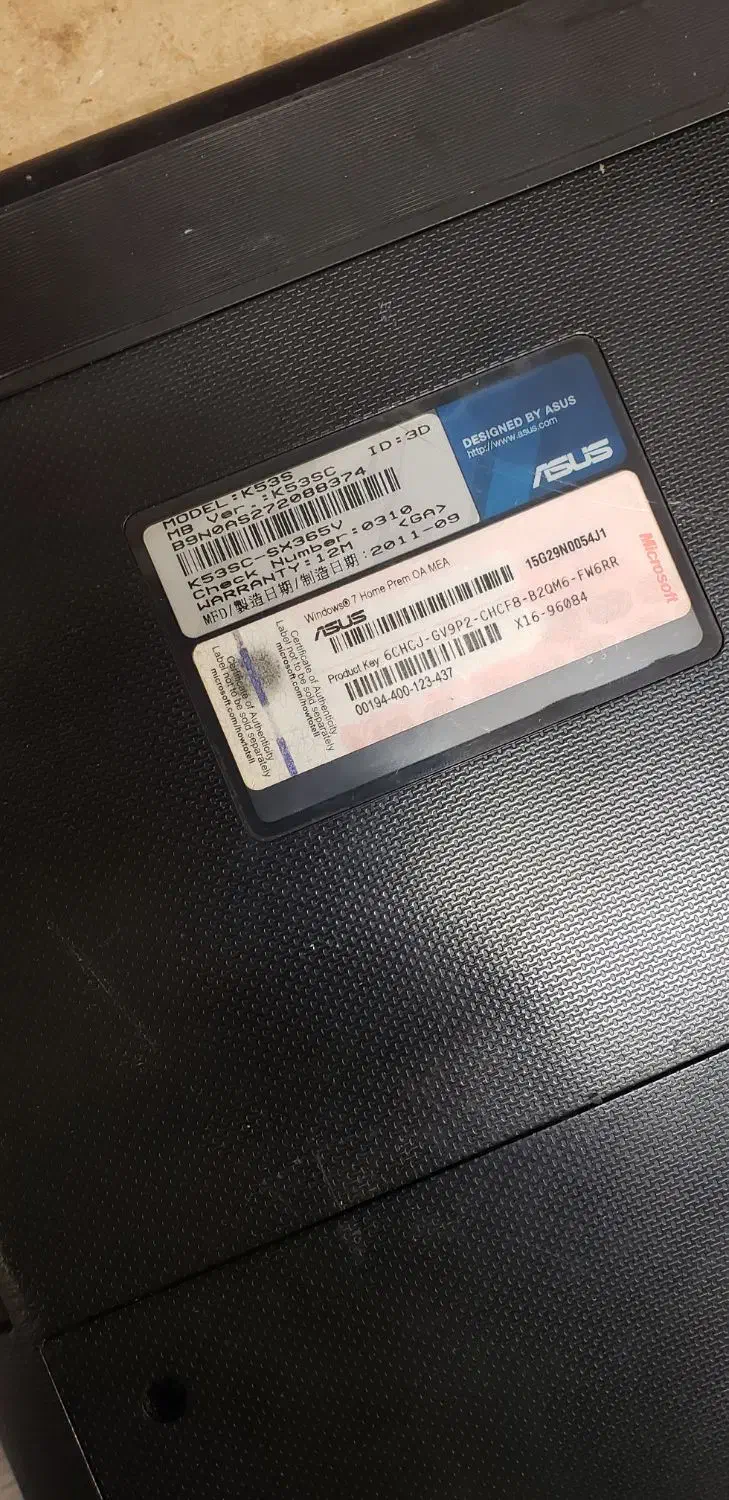 MODEL:K53S ID:3D
MB Ver.:K53SC
B9N0AS272088374
K53SC-SX365V
Check Number:0310
WARRANTY:12M <GA>
MFD/製造日期/制造日期:2011-09
DESIGNED BY ASUS
http://www.asus.com
ASUS
Windows® 7 Home Prem OA MEA
ASUS
15G29N0054J1
Product Key 6CHCJ-GV9P2-CHCF8-B2QM6-FW6RR
00194-400-123-437
X16-96084
Microsoft
Certificate of Authenticity
Label not to be sold separately
microsoft.com/howtotell
Certificate of Authenticity
Label not to be sold separately
microsoft.com/howtotell